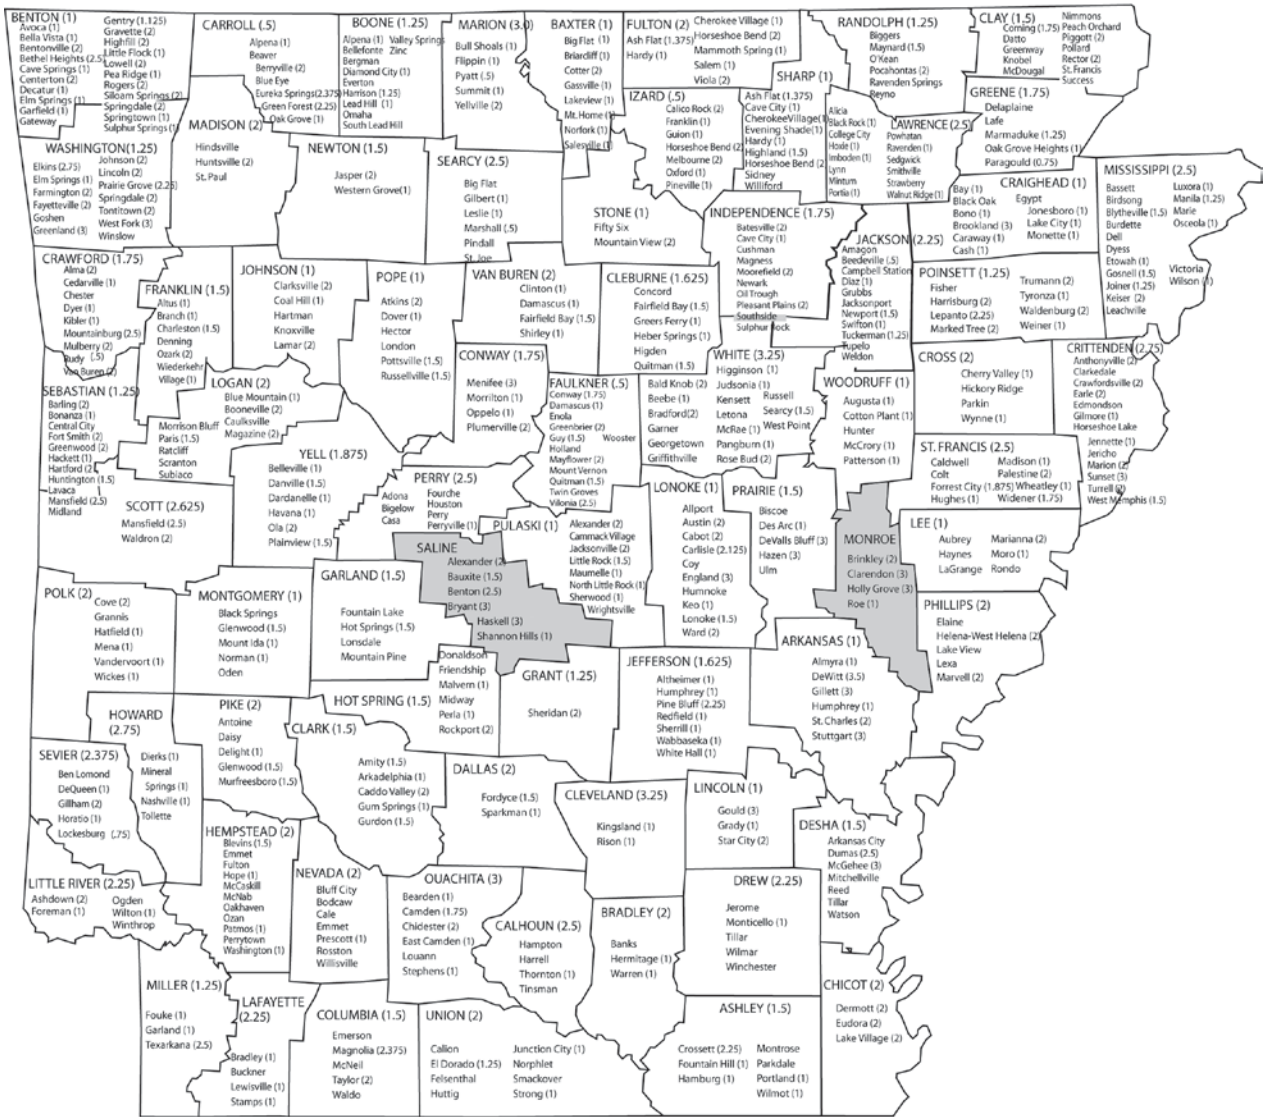 BENTON (1)
Avoca (1)
Bella Vista (1)
Bentonville (2)
Bethel Heights (2.5)
Cave Springs (1)
Centerton (2)
Decatur (1)
Elm Springs (1)
Garfield (1)
Gateway
Gentry (1.125)
Gravette (2)
Highfill (2)
Little Flock (1)
Lowell (2)
Pea Ridge (1)
Rogers (2)
Siloam Springs (2)
Springdale (2)
Springtown (1)
Sulphur Springs (1)
CARROLL (.5)
Alpena (1)
Beaver
Berryville (2)
Blue Eye
Eureka Springs(2.375)
Green Forest (2.25)
Oak Grove (1)
BOONE (1.25)
Alpena (1)
Bellefonte
Bergman
Diamond City (1)
Everton
Harrison (1.25)
Lead Hill (1)
Omaha
South Lead Hill
Valley Springs
Zinc
MARION (3.0)
Bull Shoals (1)
Flippin (1)
Pyatt (.5)
Summit (1)
Yellville (2)
BAXTER (1)
Big Flat (1)
Briarcliff (1)
Cotter (2)
Gassville (1)
Lakeview (1)
Mt. Home (1)
Norfork (1)
Salesville (1)
FULTON (2)
Ash Flat (1.375)
Hardy (1)
Cherokee Village (1)
Horseshoe Bend (2)
Mammoth Spring (1)
Salem (1)
Viola (2)
IZARD (.5)
Calico Rock (2)
Franklin (1)
Guion (1)
Horseshoe Bend (2)
Melbourne (2)
Oxford (1)
Pineville (1)
SHARP (1)
Ash Flat (1.375)
Cave City (1)
CherokeeVillage(1)
Evening Shade(1)
Hardy (1)
Highland (1.5)
Horseshoe Bend (2)
Sidney
Williford
RANDOLPH (1.25)
Biggers
Maynard (1.5)
O'Kean
Pocahontas (2)
Ravenden Springs
Reyno
CLAY (1.5)
Corning (1.75)
Datto
Greenway
Knobel
McDougal
Nimmons
Peach Orchard
Piggott (2)
Pollard
Rector (2)
St. Francis
Success
GREENE (1.75)
Delaplaine
Lafe
Marmaduke (1.25)
Oak Grove Heights (1)
Paragould (0.75)
LAWRENCE (2.5)
Alicia
Black Rock (1)
College City
Hoxie (1)
Imboden (1)
Lynn
Minturn
Portia (1)
Powhatan
Ravenden (1)
Sedgwick
Smithville
Strawberry
Walnut Ridge (1)
MADISON (2)
Hindsville
Huntsville (2)
St. Paul
WASHINGTON(1.25)
Elkins (2.75)
Elm Springs (1)
Farmington (2)
Fayetteville (2)
Goshen
Greenland (3)
Johnson (2)
Lincoln (2)
Prairie Grove (2.25)
Springdale (2)
Tontitown (2)
West Fork (3)
Winslow
NEWTON (1.5)
Jasper (2)
Western Grove(1)
SEARCY (2.5)
Big Flat
Gilbert (1)
Leslie (1)
Marshall (.5)
Pindall
St. Joe
STONE (1)
Fifty Six
Mountain View (2)
INDEPENDENCE (1.75)
Batesville (2)
Cave City (1)
Cushman
Magness
Moorefield (2)
Newark
Oil Trough
Pleasant Plains (2)
Southside
Sulphur Rock
JACKSON (2.25)
Amagon
Beedeville (.5)
Campbell Station
Diaz (1)
Grubbs
Jacksonport
Newport (1.5)
Swifton (1)
Tuckerman (1.25)
Tupelo
Weldon
CRAIGHEAD (1)
Bay (1)
Black Oak
Bono (1)
Brookland (3)
Caraway (1)
Cash (1)
Egypt
Jonesboro (1)
Lake City (1)
Monette (1)
MISSISSIPPI (2.5)
Bassett
Birdsong
Blytheville (1.5)
Burdette
Dell
Dyess
Etowah (1)
Gosnell (1.5)
Joiner (1.25)
Keiser (2)
Leachville
Luxora (1)
Manila (1.25)
Marie
Osceola (1)
Victoria
Wilson (1)
CRAWFORD (1.75)
Alma (2)
Cedarville (1)
Chester
Dyer (1)
Kibler (1)
Mountainburg (2.5)
Mulberry (2)
Rudy (.5)
Van Buren (2)
FRANKLIN (1.5)
Altus (1)
Branch (1)
Charleston (1.5)
Denning
Ozark (2)
Wiederkehr
Village (1)
JOHNSON (1)
Clarksville (2)
Coal Hill (1)
Hartman
Knoxville
Lamar (2)
POPE (1)
Atkins (2)
Dover (1)
Hector
London
Pottsville (1.5)
Russellville (1.5)
VAN BUREN (2)
Clinton (1)
Damascus (1)
Fairfield Bay (1.5)
Shirley (1)
CLEBURNE (1.625)
Concord
Fairfield Bay (1.5)
Greers Ferry (1)
Heber Springs (1)
Higden
Quitman (1.5)
POINSETT (1.25)
Fisher
Harrisburg (2)
Lepanto (2.25)
Marked Tree (2)
Trumann (2)
Tyronza (1)
Waldenburg (2)
Weiner (1)
CONWAY (1.75)
Menifee (3)
Morrilton (1)
Oppelo (1)
Plumerville (2)
FAULKNER (.5)
Conway (1.75)
Damascus (1)
Enola
Greenbrier (2)
Guy (1.5)
Wooster
Holland
Mayflower (2)
Mount Vernon
Quitman (1.5)
Twin Groves
Vilonia (2.5)
WHITE (3.25)
Bald Knob (2)
Beebe (1)
Bradford(2)
Garner
Georgetown
Griffithville
Higginson (1)
Judsonia (1)
Kensett
Letona
McRae (1)
Pangburn (1)
Rose Bud (2)
Russell
Searcy (1.5)
West Point
WOODRUFF (1)
Augusta (1)
Cotton Plant (1)
Hunter
McCrory (1)
Patterson (1)
CROSS (2)
Cherry Valley (1)
Hickory Ridge
Parkin
Wynne (1)
CRITTENDEN (2.75)
Anthonyville (2)
Clarkedale
Crawfordsville (2)
Earle (2)
Edmondson
Gilmore (1)
Horseshoe Lake
Jennette (1)
Jericho
Marion (2)
Sunset (3)
Turrell (2)
West Memphis (1.5)
SEBASTIAN (1.25)
Barling (2)
Bonanza (1)
Central City
Fort Smith (2)
Greenwood (2)
Hackett (1)
Hartford (2)
Huntington (1.5)
Lavaca
Mansfield (2.5)
Midland
LOGAN (2)
Blue Mountain (1)
Booneville (2)
Caulksville
Magazine (2)
Morrison Bluff
Paris (1.5)
Ratcliff
Scranton
Subiaco
YELL (1.875)
Belleville (1)
Danville (1.5)
Dardanelle (1)
Havana (1)
Ola (2)
Plainview (1.5)
PERRY (2.5)
Adona
Bigelow
Casa
Fourche
Houston
Perry
Perryville (1)
SCOTT (2.625)
Mansfield (2.5)
Waldron (2)
ST. FRANCIS (2.5)
Caldwell
Colt
Forrest City (1.875)
Hughes (1)
Madison (1)
Palestine (2)
Wheatley (1)
Widener (1.75)
LONOKE (1)
Allport
Austin (2)
Cabot (2)
Carlisle (2.125)
Coy
England (3)
Humnoke
Keo (1)
Lonoke (1.5)
Ward (2)
PRAIRIE (1.5)
Biscoe
Des Arc (1)
DeValls Bluff (3)
Hazen (3)
Ulm
PULASKI (1)
Alexander (2)
Cammack Village
Jacksonville (2)
Little Rock (1.5)
Maumelle (1)
North Little Rock (1)
Sherwood (1)
Wrightsville
SALINE
Alexander (2)
Bauxite (1.5)
Benton (2.5)
Bryant (3)
Haskell (3)
Shannon Hills (1)
MONROE
Brinkley (2)
Clarendon (3)
Holly Grove (3)
Roe (1)
LEE (1)
Aubrey
Haynes
LaGrange
Marianna (2)
Moro (1)
Rondo
PHILLIPS (2)
Elaine
Helena-West Helena (2)
Lake View
Lexa
Marvell (2)
POLK (2)
Cove (2)
Grannis
Hatfield (1)
Mena (1)
Vandervoort (1)
Wickes (1)
MONTGOMERY (1)
Black Springs
Glenwood (1.5)
Mount Ida (1)
Norman (1)
Oden
GARLAND (1.5)
Fountain Lake
Hot Springs (1.5)
Lonsdale
Mountain Pine
HOT SPRING (1.5)
Donaldson
Friendship
Malvern (1)
Midway
Perla (1)
Rockport (2)
GRANT (1.25)
Sheridan (2)
JEFFERSON (1.625)
Altheimer (1)
Humphrey (1)
Pine Bluff (2.25)
Redfield (1)
Sherrill (1)
Wabbaseka (1)
White Hall (1)
ARKANSAS (1)
Almyra (1)
DeWitt (3.5)
Gillett (3)
Humphrey (1)
St. Charles (2)
Stuttgart (3)
HOWARD
(2.75)
Dierks (1)
Mineral
Springs (1)
Nashville (1)
Tollette
PIKE (2)
Antoine
Daisy
Delight (1)
Glenwood (1.5)
Murfreesboro (1.5)
CLARK (1.5)
Amity (1.5)
Arkadelphia (1)
Caddo Valley (2)
Gum Springs (1)
Gurdon (1.5)
SEVIER (2.375)
Ben Lomond
DeQueen (1)
Gillham (2)
Horatio (1)
Lockesburg (.75)
DALLAS (2)
Fordyce (1.5)
Sparkman (1)
CLEVELAND (3.25)
Kingsland (1)
Rison (1)
LINCOLN (1)
Gould (3)
Grady (1)
Star City (2)
DESHA (1.5)
Arkansas City
Dumas (2.5)
McGehee (3)
Mitchellville
Reed
Tillar
Watson
HEMPSTEAD (2)
Blevins (1.5)
Emmet
Fulton
Hope (1)
McCaskill
McNab
Oakhaven
Ozan
Patmos (1)
Perrytown
Washington (1)
LITTLE RIVER (2.25)
Ashdown (2)
Foreman (1)
Ogden
Wilton (1)
Winthrop
NEVADA (2)
Bluff City
Bodcaw
Cale
Emmet
Prescott (1)
Rosston
Willisville
OUACHITA (3)
Bearden (1)
Camden (1.75)
Chidester (2)
East Camden (1)
Louann
Stephens (1)
CALHOUN (2.5)
Hampton
Harrell
Thornton (1)
Tinsman
BRADLEY (2)
Banks
Hermitage (1)
Warren (1)
DREW (2.25)
Jerome
Monticello (1)
Tillar
Wilmar
Winchester
MILLER (1.25)
Fouke (1)
Garland (1)
Texarkana (2.5)
LAFAYETTE
(2.25)
Bradley (1)
Buckner
Lewisville (1)
Stamps (1)
COLUMBIA (1.5)
Emerson
Magnolia (2.375)
McNeil
Taylor (2)
Waldo
UNION (2)
Callion
El Dorado (1.25)
Felsenthal
Huttig
Junction City (1)
Norphlet
Smackover
Strong (1)
ASHLEY (1.5)
Crossett (2.25)
Fountain Hill (1)
Hamburg (1)
Montrose
Parkdale
Portland (1)
Wilmot (1)
CHICOT (2)
Dermott (2)
Eudora (2)
Lake Village (2)